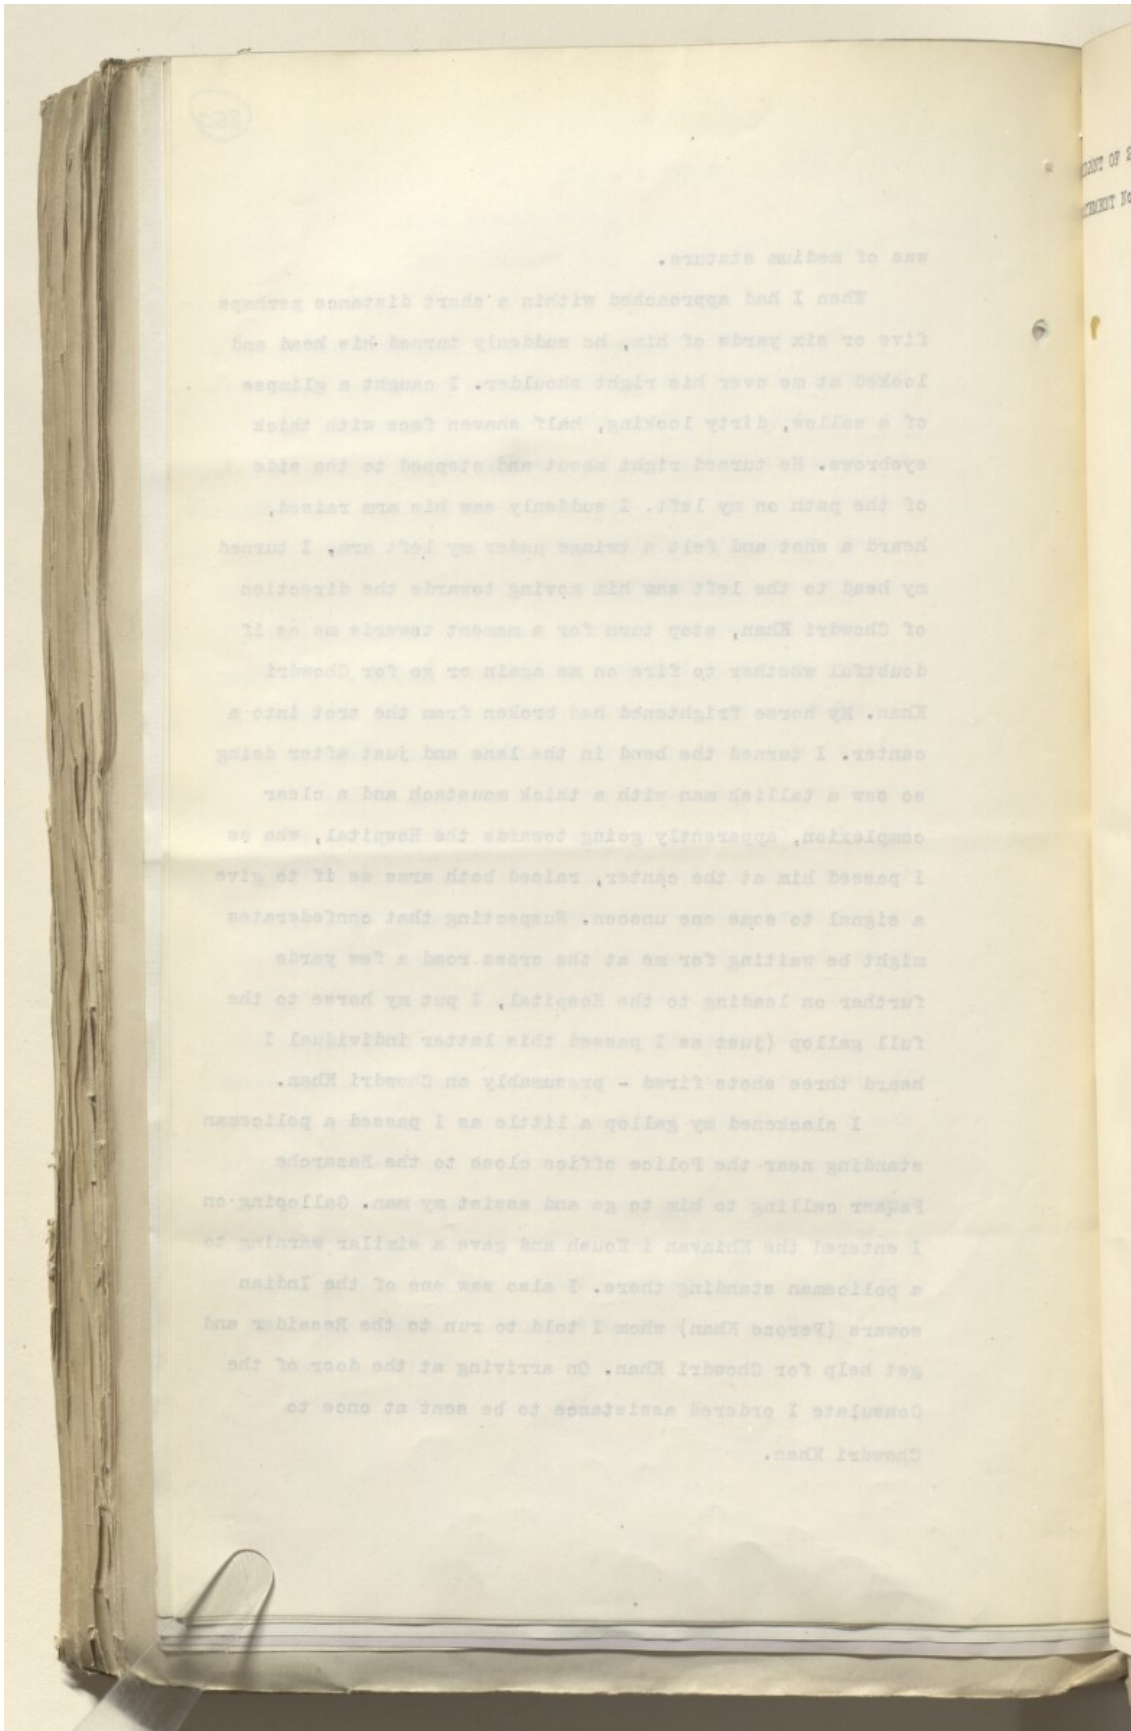 was of medium stature.
When I had approached within a short distance perhaps
five or six yards of him, he suddenly turned his head and
looked at me over his right shoulder. I caught a glimpse
of a sallow, dirty looking, half shaven face with thick
eyebrows. He turned right about and stepped to the side
of the path on my left. I suddenly saw his arm raised,
heard a shot and felt a twinge under my left arm, I turned
my head to the left saw him moving towards the direction
of Chowdri Khan, stop turn for a moment towards me as if
doubtful whether to fire on me again or go for Chowdri
Khan. My horse frightened had broken from the trot into a
canter. I turned the bend in the lane and just after doing
so saw a tallish man with a thick moustach and a clear
complexion, apparently going towards the Hospital, who as
i passed him at the canter, raised both arms as if to give
a signal to some one unseen. Suspecting that confederates
might be waiting for me at the cross road a few yards
further on leading to the Hospital, I put my horse to the
full gallop (just as I passed this latter individual I
heard three shots fired - presumably on Chowdri Khan.
I slackened my gallop a little as I passed a policeman
standing near the Police office close to the Bazarche
calling to him to go and assist my man. Galloping on
I entered the Khiavan i Kouah and gave a similar warning to
a policeman standing there. I also saw one of the Indian
sowars (Feroze Khan) whom I told to run to the Ressidar and
get help for Chowdri Khan. On arriving at the door of the
Consulate I ordered assistance to be sent at once to
Chowdri Khan.
OF 2